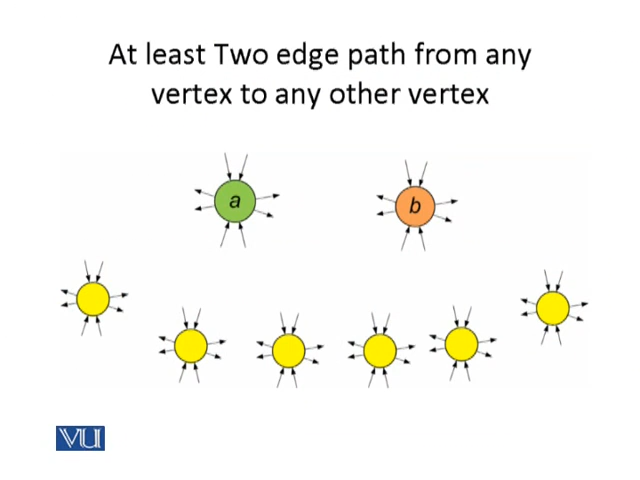 At least Two edge path from any
vertex to any other vertex
a
b
VU